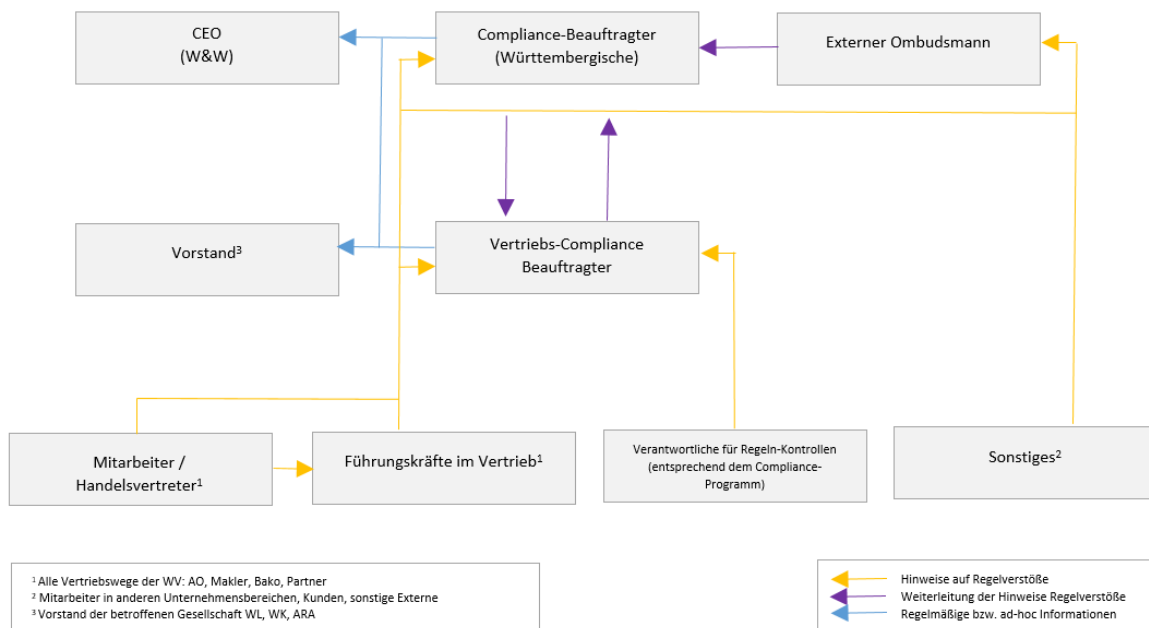 CEO
(W&W)
Compliance-Beauftragter
(Württembergische)
Externer Ombudsmann
Vorstand³
Vertriebs-Compliance
Beauftragter
Mitarbeiter /
Handelsvertreter¹
Führungskräfte im Vertrieb¹
Verantwortliche für Regeln-Kontrollen
(entsprechend dem Compliance-
Programm)
Sonstiges²
¹ Alle Vertriebswege der WV: AO, Makler, Bako, Partner
² Mitarbeiter in anderen Unternehmensbereichen, Kunden, sonstige Externe
³ Vorstand der betroffenen Gesellschaft WL, WK, ARA
Hinweise auf Regelverstöße
Weiterleitung der Hinweise Regelverstöße
Regelmäßige bzw. ad-hoc Informationen